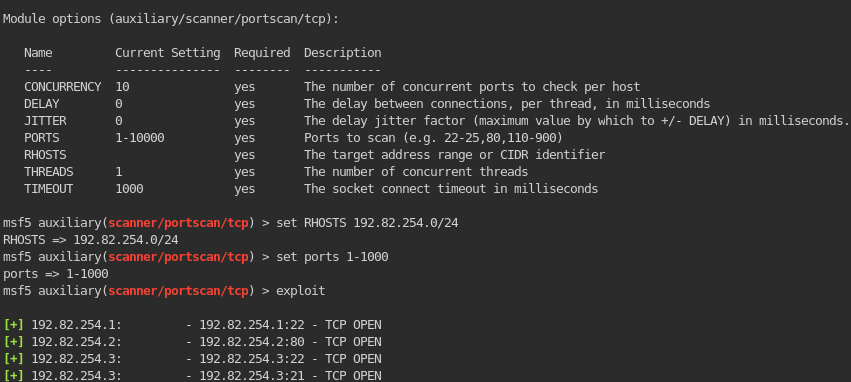 Module options (auxiliary/scanner/portscan/tcp):
Name Current Setting Required Description
---- --------------- -------- -----------
CONCURRENCY 10 yes The number of concurrent ports to check per host
DELAY 0 yes The delay between connections, per thread, in milliseconds
JITTER 0 yes The delay jitter factor (maximum value by which to +/- DELAY) in milliseconds.
PORTS 1-10000 yes Ports to scan (e.g. 22-25,80,110-900)
RHOSTS yes The target address range or CIDR identifier
THREADS 1 yes The number of concurrent threads
TIMEOUT 1000 yes The socket connect timeout in milliseconds
msf5 auxiliary(scanner/portscan/tcp) > set RHOSTS 192.82.254.0/24
RHOSTS => 192.82.254.0/24
msf5 auxiliary(scanner/portscan/tcp) > set ports 1-1000
ports => 1-1000
msf5 auxiliary(scanner/portscan/tcp) > exploit
[+] 192.82.254.1: - 192.82.254.1:22 - TCP OPEN
[+] 192.82.254.2: - 192.82.254.2:80 - TCP OPEN
[+] 192.82.254.3: - 192.82.254.3:22 - TCP OPEN
[+] 192.82.254.3: - 192.82.254.3:21 - TCP OPEN